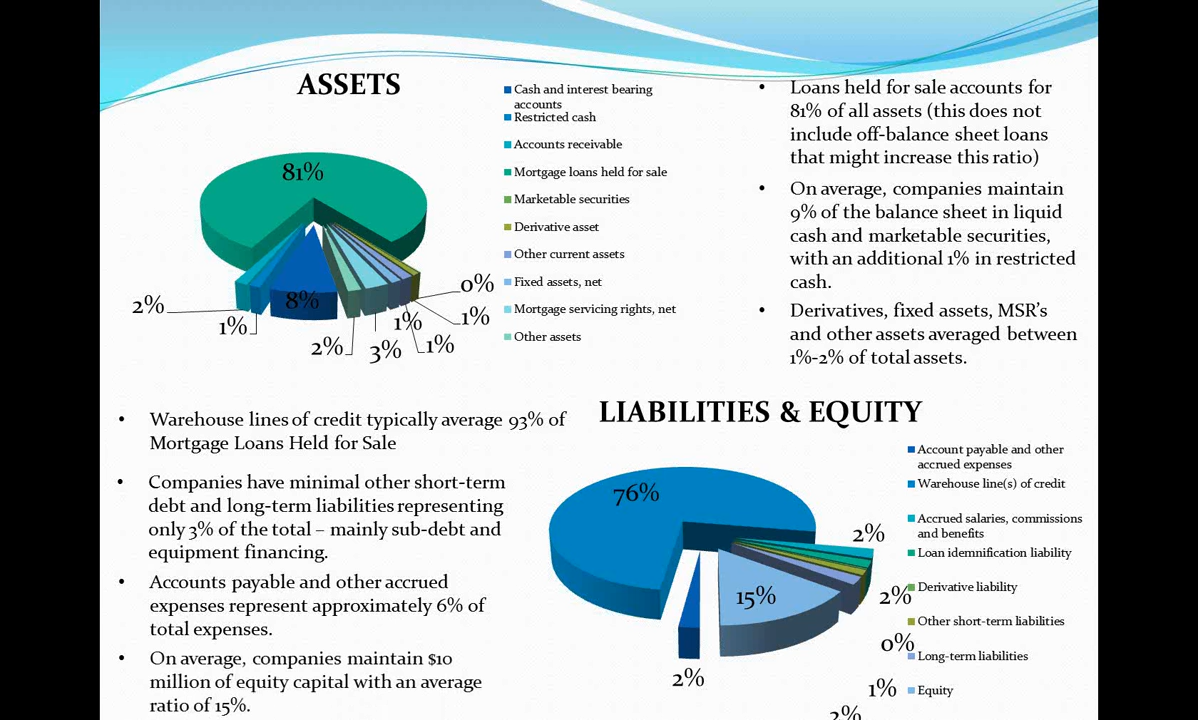 ASSETS
81%
8%
2%
1%
2%
3%
1%
1%
1%
0%
Cash and interest bearing
accounts
Restricted cash
Accounts receivable
Mortgage loans held for sale
Marketable securities
Derivative asset
Other current assets
Fixed assets, net
Mortgage servicing rights, net
Other assets
• Loans held for sale accounts for
81% of all assets (this does not
include off-balance sheet loans
that might increase this ratio)
• On average, companies maintain
9% of the balance sheet in liquid
cash and marketable securities,
with an additional 1% in restricted
cash.
• Derivatives, fixed assets, MSR's
and other assets averaged between
1%-2% of total assets.
• Warehouse lines of credit typically average 93% of
Mortgage Loans Held for Sale
• Companies have minimal other short-term
debt and long-term liabilities representing
only 3% of the total – mainly sub-debt and
equipment financing.
• Accounts payable and other accrued
expenses represent approximately 6% of
total expenses.
• On average, companies maintain $10
million of equity capital with an average
ratio of 15%.
LIABILITIES & EQUITY
76%
15%
2%
2%
2%
0%
1%
2%
Account payable and other
accrued expenses
Warehouse line(s) of credit
Accrued salaries, commissions
and benefits
Loan idemnification liability
Derivative liability
Other short-term liabilities
Long-term liabilities
Equity